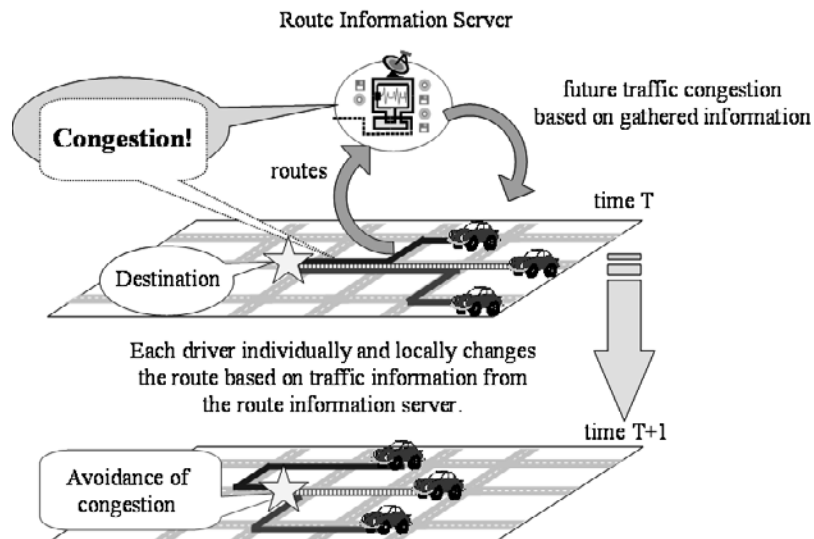 Route Information Server
future traffic congestion
based on gathered information
Congestion!
routes
time T
Destination
Each driver individually and locally changes
the route based on traffic information from
the route information server.
time T+1
Avoidance of
congestion